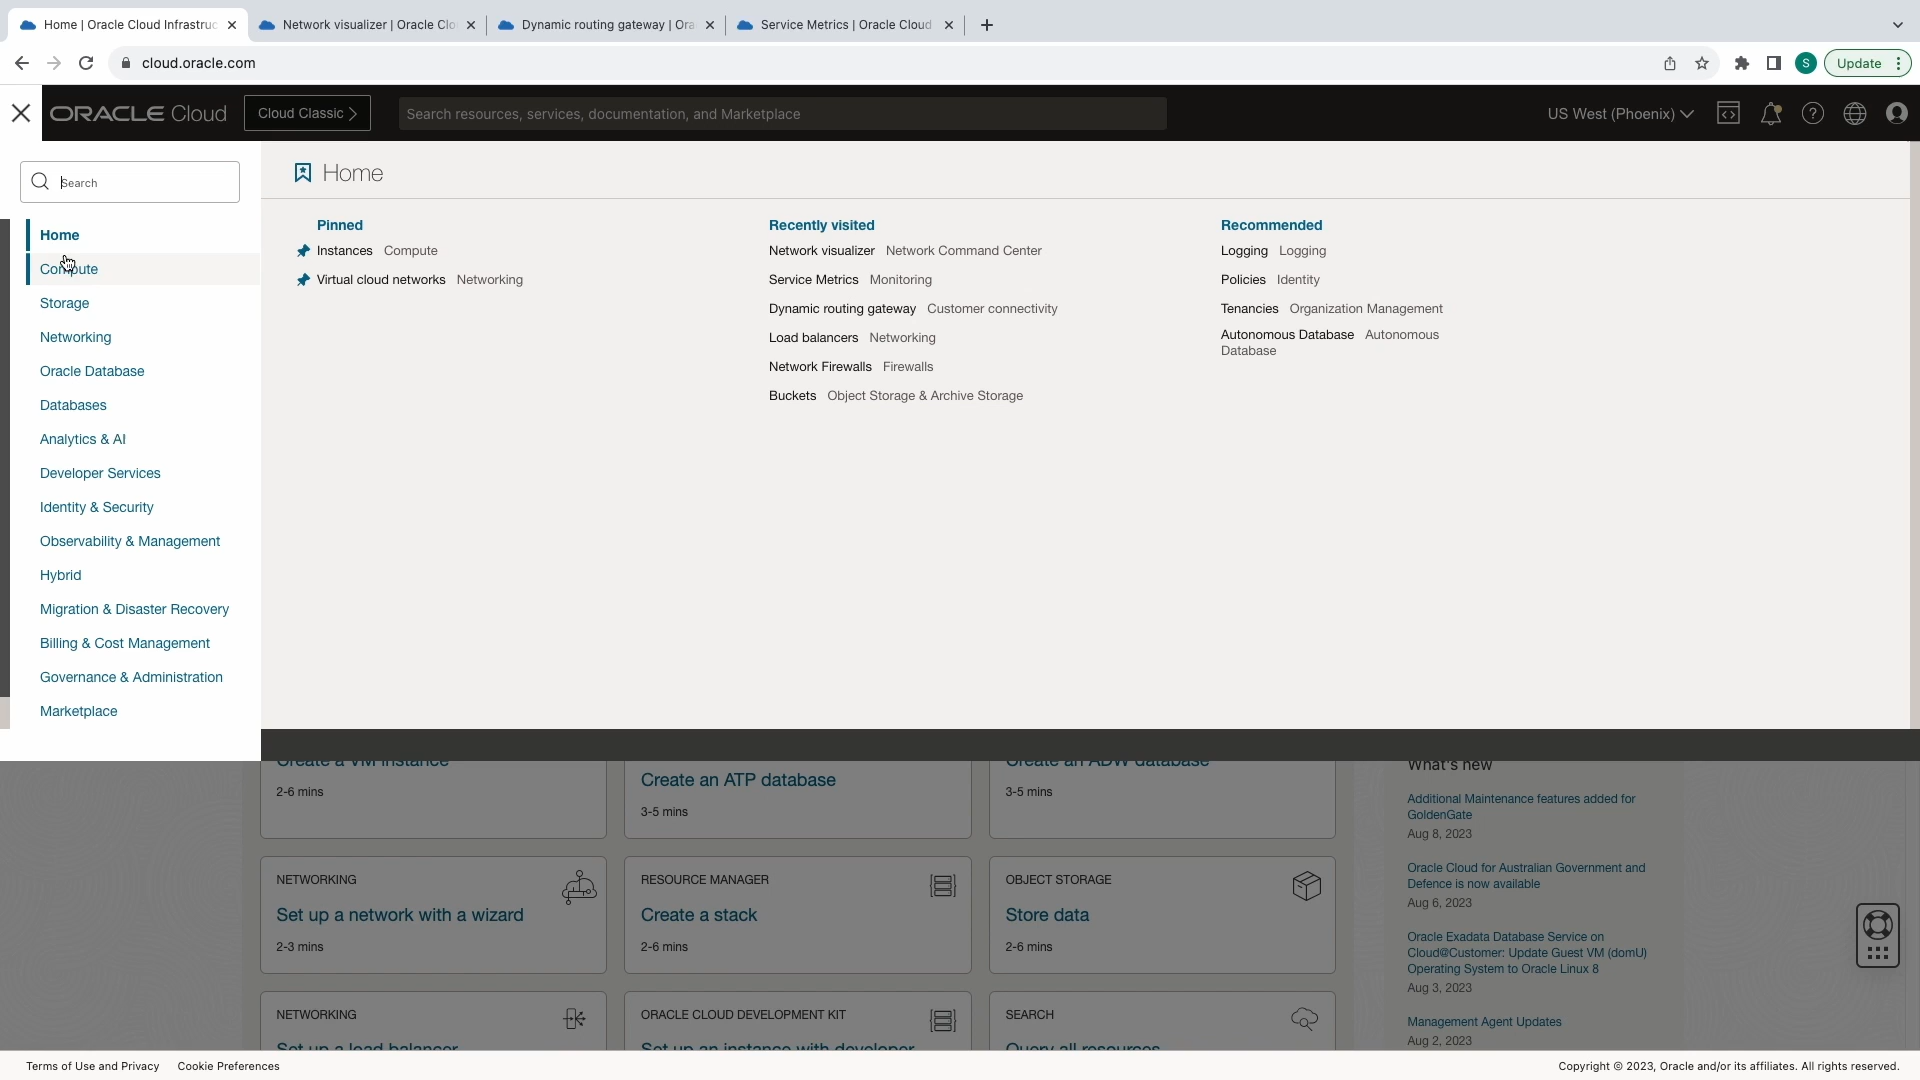 Home | Oracle Cloud Infrastruc
Network visualizer | Oracle Clo
Dynamic routing gateway | Ora
Service Metrics | Oracle Cloud
cloud.oracle.com
S
Update
ORACLE Cloud
Cloud Classic
Search resources, services, documentation, and Marketplace
US West (Phoenix)
Search
Home
Compute
Storage
Networking
Oracle Database
Databases
Analytics & AI
Developer Services
Identity & Security
Observability & Management
Hybrid
Migration & Disaster Recovery
Billing & Cost Management
Governance & Administration
Marketplace
Home
Pinned
Instances Compute
Virtual cloud networks Networking
Recently visited
Network visualizer Network Command Center
Service Metrics Monitoring
Dynamic routing gateway Customer connectivity
Load balancers Networking
Network Firewalls Firewalls
Buckets Object Storage & Archive Storage
Recommended
Logging Logging
Policies Identity
Tenancies Organization Management
Autonomous Database Autonomous
Database
Create a VM instance
2-6 mins
Create an ATP database
3-5 mins
Create an ADW database
3-5 mins
NETWORKING
Set up a network with a wizard
2-3 mins
RESOURCE MANAGER
Create a stack
2-6 mins
OBJECT STORAGE
Store data
2-6 mins
NETWORKING
Set up a load balancer
ORACLE CLOUD DEVELOPMENT KIT
Set up an instance with developer
SEARCH
Query all resources
What's new
Additional Maintenance features added for
GoldenGate
Aug 8, 2023
Oracle Cloud for Australian Government and
Defence is now available
Aug 6, 2023
Oracle Exadata Database Service on
Cloud@Customer: Update Guest VM (domU)
Operating System to Oracle Linux 8
Aug 3, 2023
Management Agent Updates
Aug 2, 2023
Terms of Use and Privacy
Cookie Preferences
Copyright © 2023, Oracle and/or its affiliates. All rights reserved.